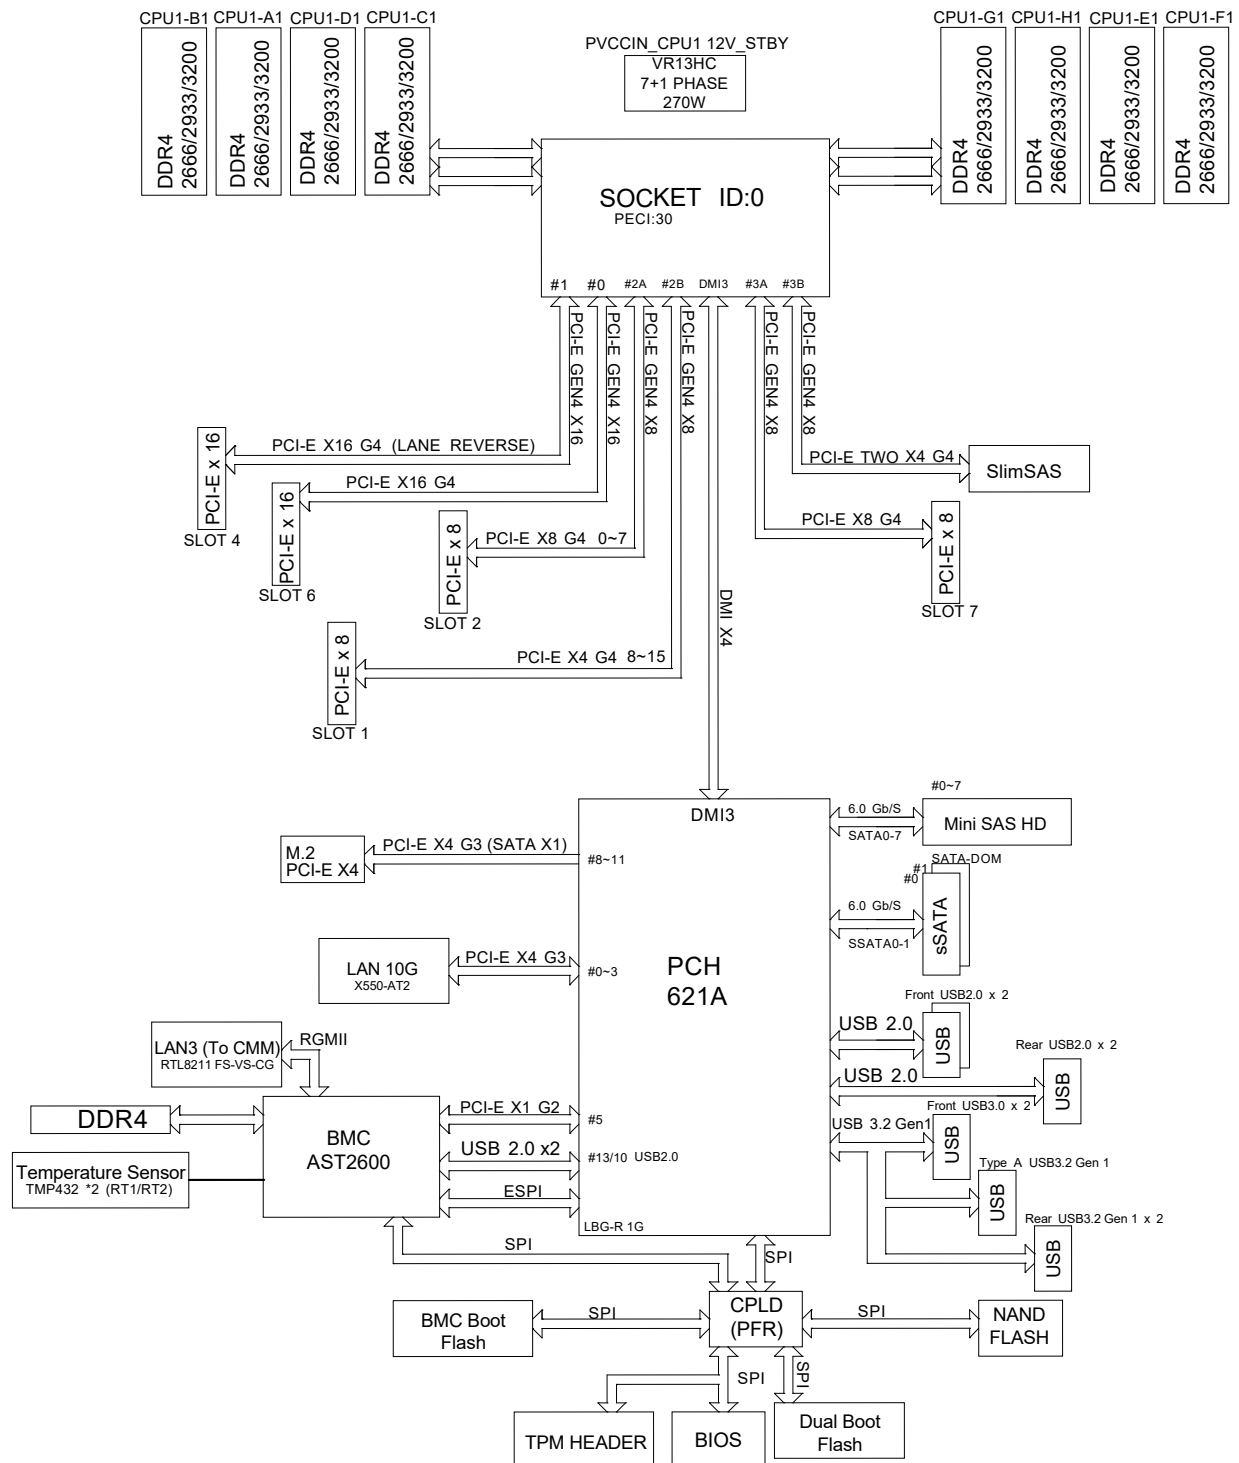 CPU1-B1
CPU1-A1
CPU1-D1
CPU1-C1
DDR4
2666/2933/3200
DDR4
2666/2933/3200
DDR4
2666/2933/3200
DDR4
2666/2933/3200
PVCCIN_CPU1 12V_STBY
VR13HC
7+1 PHASE
270W
CPU1-G1
CPU1-H1
CPU1-E1
CPU1-F1
DDR4
2666/2933/3200
DDR4
2666/2933/3200
DDR4
2666/2933/3200
DDR4
2666/2933/3200
SOCKET ID:0
PECI:30
#1
#0
#2A
#2B
DMI3
#3A
#3B
PCI-E GEN4 X16
PCI-E GEN4 X16
PCI-E GEN4 X8
PCI-E GEN4 X8
PCI-E GEN4 X8
PCI-E GEN4 X8
PCI-E X16 G4 (LANE REVERSE)
PCI-E x 16
SLOT 4
PCI-E X16 G4
PCI-E x 16
SLOT 6
PCI-E X8 G4 0~7
PCI-E x 8
SLOT 2
PCI-E X4 G4 8~15
PCI-E x 8
SLOT 1
PCI-E TWO X4 G4
SlimSAS
PCI-E X8 G4
PCI-E x 8
SLOT 7
DMI X4
DMI3
PCH
621A
LBG-R 1G
M.2
PCI-E X4
PCI-E X4 G3 (SATA X1)
#8~11
LAN 10G
X550-AT2
PCI-E X4 G3
#0~3
LAN3 (To CMM)
RTL8211 FS-VS-CG
RGMII
DDR4
BMC
AST2600
Temperature Sensor
TMP432 *2 (RT1/RT2)
PCI-E X1 G2
#5
USB 2.0 x2
#13/10 USB2.0
ESPI
6.0 Gb/S
SATA0-7
#0~7
Mini SAS HD
6.0 Gb/S
SSATA0-1
#1
#0
SATA-DOM
sSATA
Front USB2.0 x 2
USB 2.0
USB
Rear USB2.0 x 2
USB 2.0
USB
Front USB3.0 x 2
USB 3.2 Gen1
USB
Type A USB3.2 Gen 1
USB
Rear USB3.2 Gen 1 x 2
USB
SPI
SPI
CPLD
(PFR)
BMC Boot
Flash
SPI
SPI
NAND
FLASH
SPI
SPI
TPM HEADER
BIOS
Dual Boot
Flash